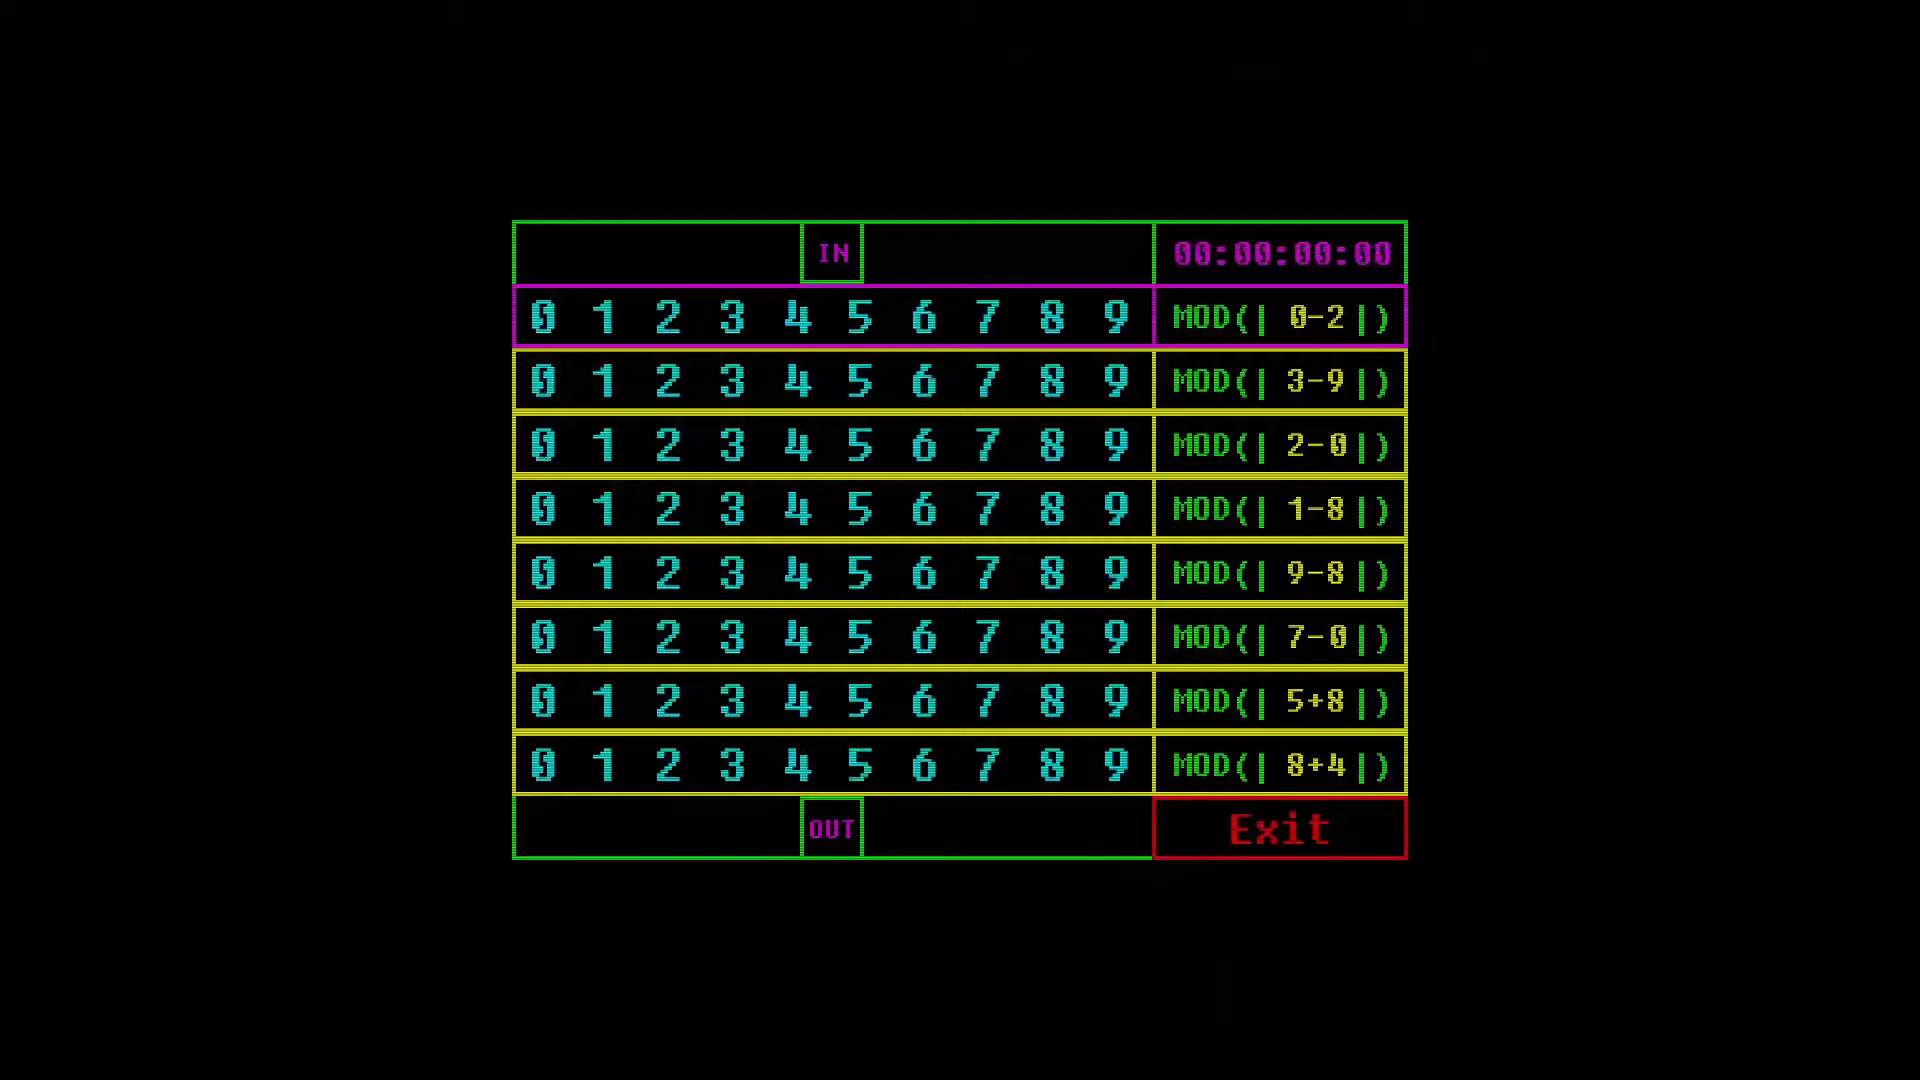 IN 00:00:00:00
0 1 2 3 4 5 6 7 8 9 MOD(| 0-2 |)
0 1 2 3 4 5 6 7 8 9 MOD(| 3-9 |)
0 1 2 3 4 5 6 7 8 9 MOD(| 2-0 |)
0 1 2 3 4 5 6 7 8 9 MOD(| 1-8 |)
0 1 2 3 4 5 6 7 8 9 MOD(| 9-8 |)
0 1 2 3 4 5 6 7 8 9 MOD(| 7-0 |)
0 1 2 3 4 5 6 7 8 9 MOD(| 5+8 |)
0 1 2 3 4 5 6 7 8 9 MOD(| 8+4 |)
OUT Exit